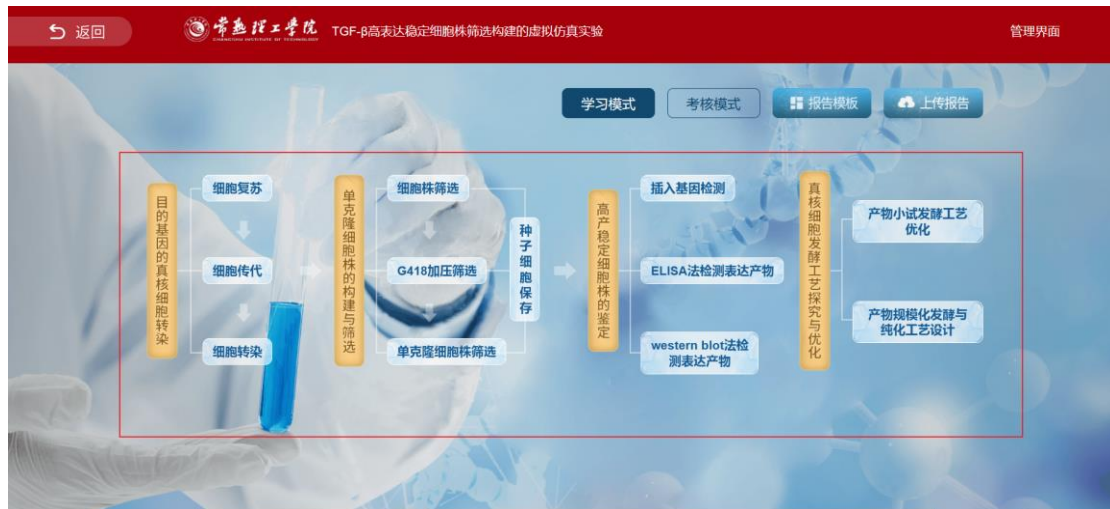 返回
常熟理工学院
CHANGSHU INSTITUTE OF TECHNOLOGY
TGF-β高表达稳定细胞株筛选构建的虚拟仿真实验
管理界面
学习模式
考核模式
报告模板
上传报告
目的基因的真核细胞转染
细胞复苏
细胞传代
细胞转染
单克隆细胞株的构建与筛选
细胞株筛选
G418加压筛选
单克隆细胞株筛选
种子细胞保存
高产稳定细胞株的鉴定
插入基因检测
ELISA法检测表达产物
western blot法检
测表达产物
真核细胞发酵工艺探究与优化
产物小试发酵工艺
优化
产物规模化发酵与
纯化工艺设计